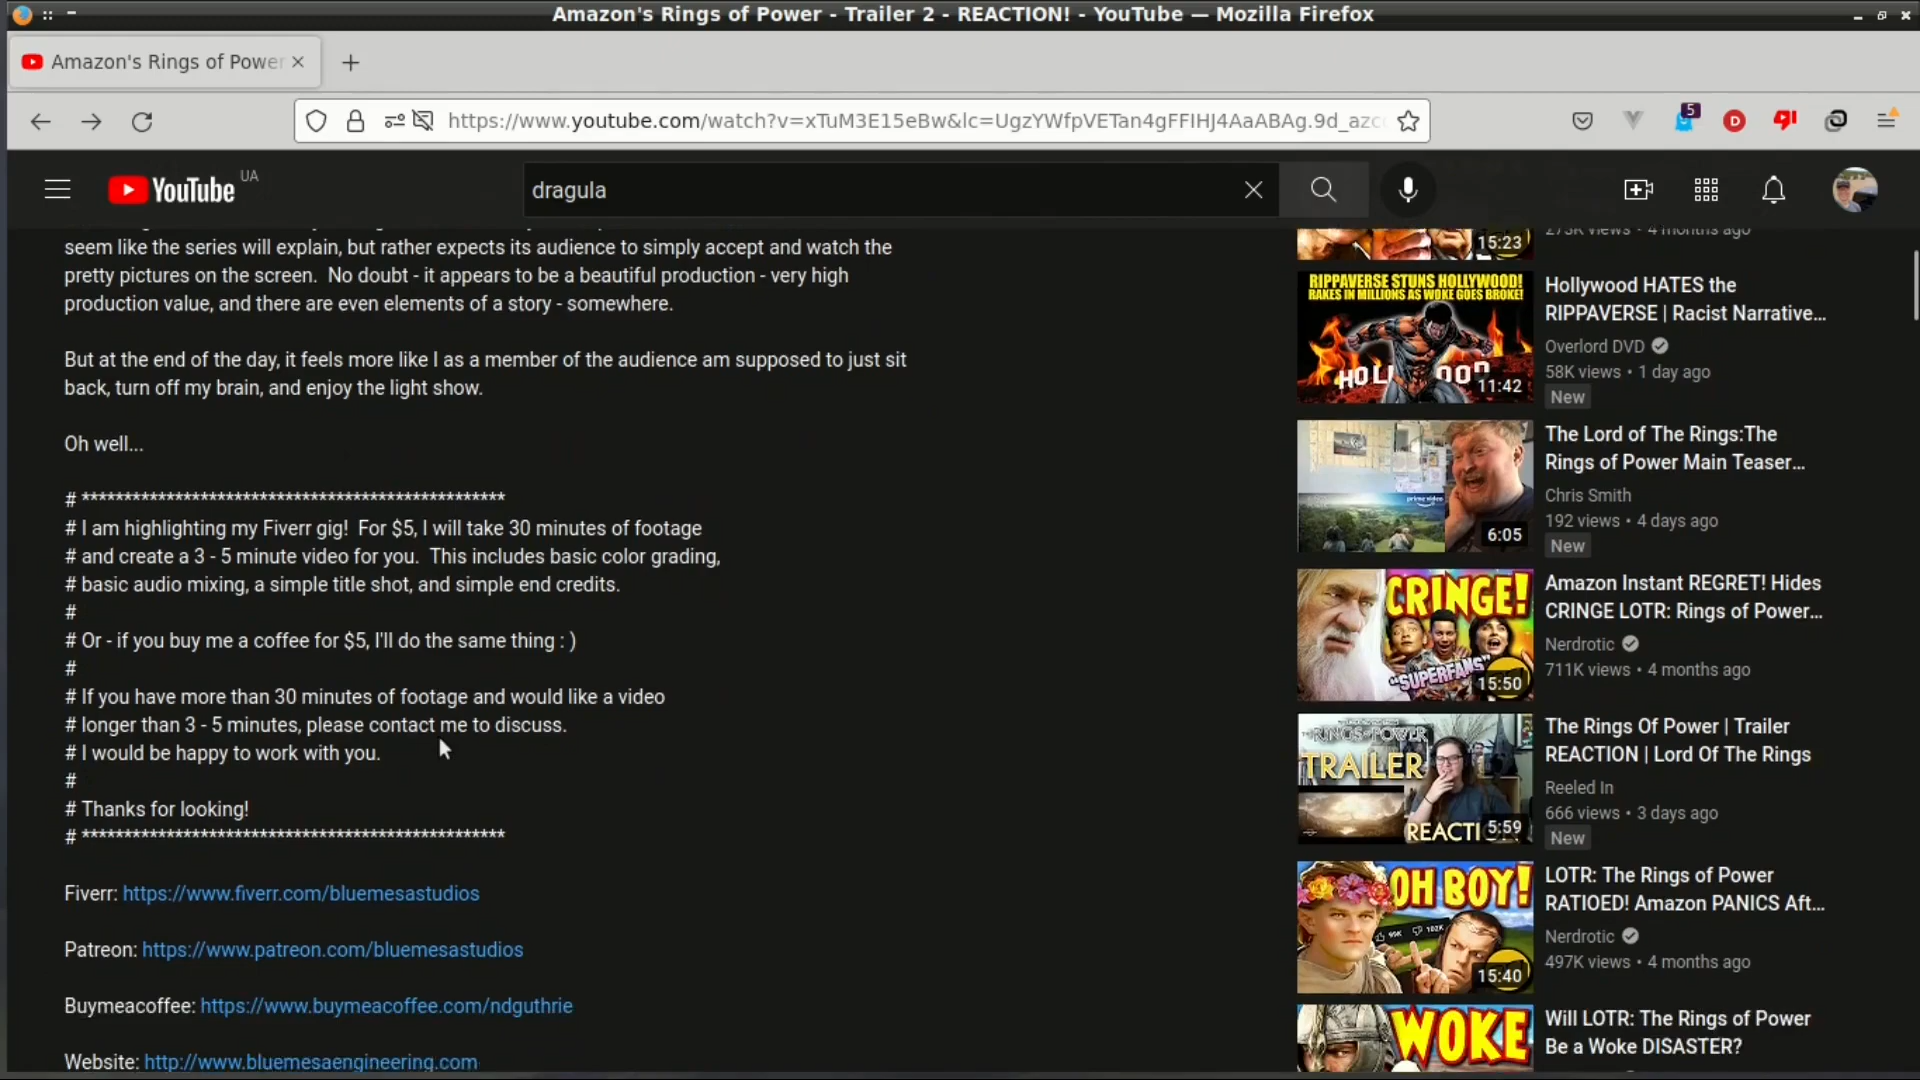 Amazon's Rings of Power - Trailer 2 - REACTION! - YouTube — Mozilla Firefox
Amazon's Rings of Power
https://www.youtube.com/watch?v=xTuM3E15eBw&lc=UgzYWfpVETan4gFFIHJ4AaABAg.9d_azc
5
YouTube
UA
dragula
seem like the series will explain, but rather expects its audience to simply accept and watch the
pretty pictures on the screen.  No doubt - it appears to be a beautiful production - very high
production value, and there are even elements of a story - somewhere.
But at the end of the day, it feels more like I as a member of the audience am supposed to just sit
back, turn off my brain, and enjoy the light show.
Oh well...
# **************************************************
# I am highlighting my Fiverr gig!  For $5, I will take 30 minutes of footage
# and create a 3 - 5 minute video for you.  This includes basic color grading,
# basic audio mixing, a simple title shot, and simple end credits.
#
# Or - if you buy me a coffee for $5, I'll do the same thing : )
#
# If you have more than 30 minutes of footage and would like a video
# longer than 3 - 5 minutes, please contact me to discuss.
# I would be happy to work with you.
#
# Thanks for looking!
# **************************************************
Fiverr: https://www.fiverr.com/bluemesastudios
Patreon: https://www.patreon.com/bluemesastudios
Buymeacoffee: https://www.buymeacoffee.com/ndguthrie
Website: http://www.bluemesaengineering.com
15:23
273K views • 4 months ago
RIPPAVERSE STUNS HOLLYWOOD!
RAKES IN MILLIONS AS WOKE GOES BROKE!
11:42
Hollywood HATES the
RIPPAVERSE | Racist Narrative...
Overlord DVD
58K views • 1 day ago
New
prime video
6:05
The Lord of The Rings:The
Rings of Power Main Teaser...
Chris Smith
192 views • 4 days ago
New
CRINGE!
"SUPERFANS"
15:50
Amazon Instant REGRET! Hides
CRINGE LOTR: Rings of Power...
Nerdrotic
711K views • 4 months ago
THE RINGS OF POWER
TRAILER
REACTI
5:59
The Rings Of Power | Trailer
REACTION | Lord Of The Rings
Reeled In
666 views • 3 days ago
New
OH BOY!
15:40
LOTR: The Rings of Power
RATIOED! Amazon PANICS Aft...
Nerdrotic
497K views • 4 months ago
WOKE
Will LOTR: The Rings of Power
Be a Woke DISASTER?